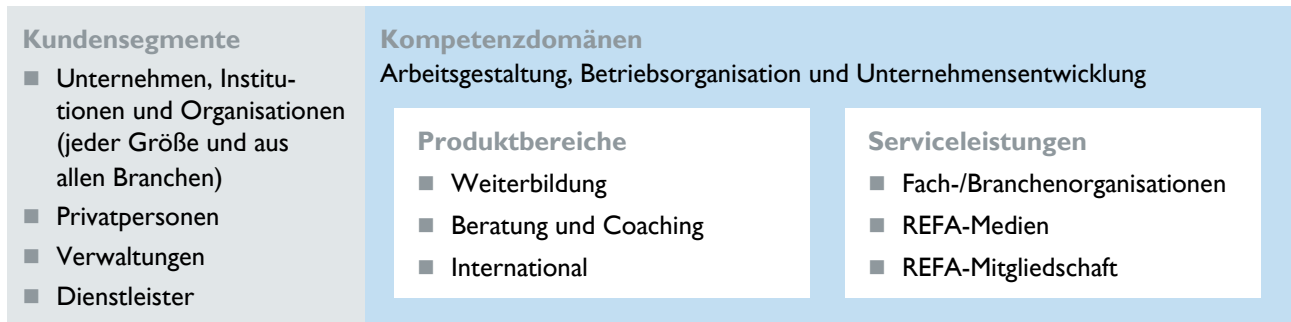 Kundensegmente
■ Unternehmen, Institu-
tionen und Organisationen
(jeder Größe und aus
allen Branchen)
■ Privatpersonen
■ Verwaltungen
■ Dienstleister
Kompetenzdomänen
Arbeitsgestaltung, Betriebsorganisation und Unternehmensentwicklung
Produktbereiche
■ Weiterbildung
■ Beratung und Coaching
■ International
Serviceleistungen
■ Fach-/Branchenorganisationen
■ REFA-Medien
■ REFA-Mitgliedschaft